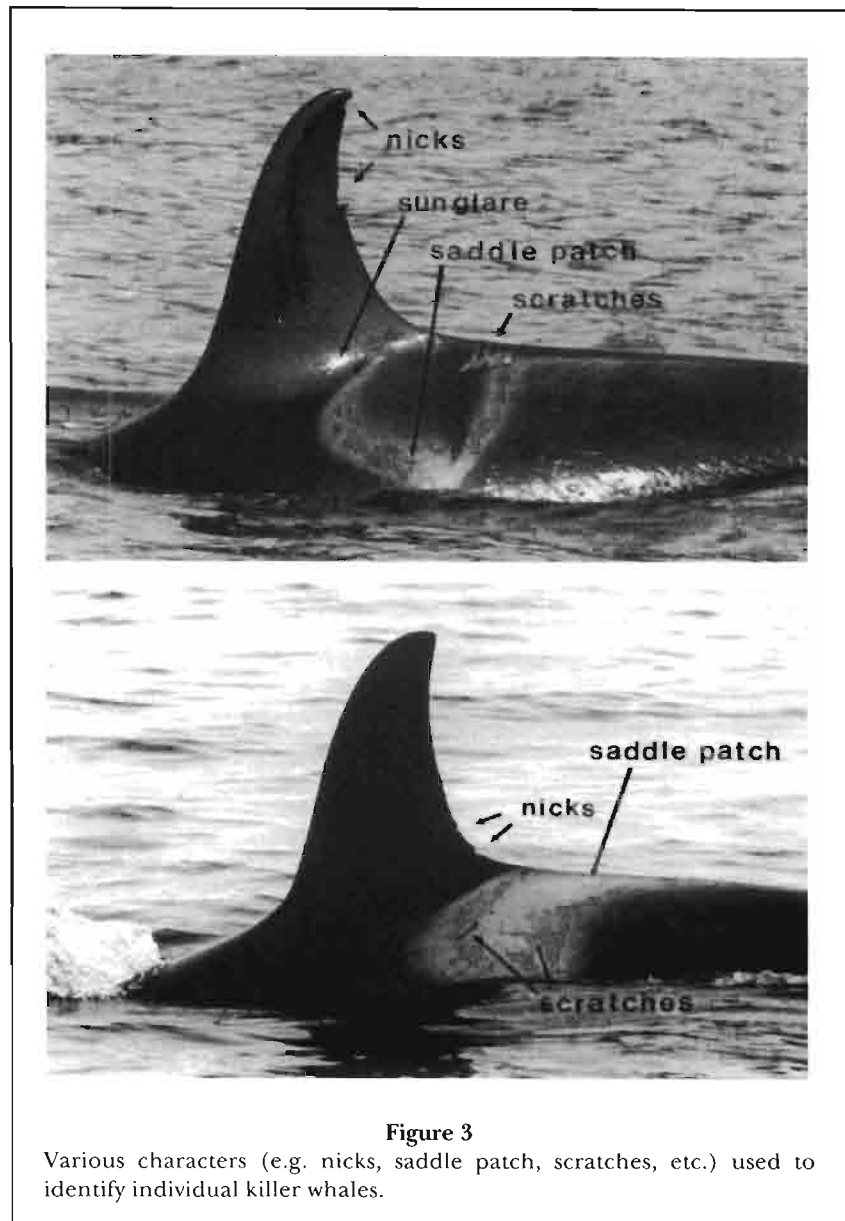 nicks
sunglare
saddle patch
scratches
saddle patch
nicks
scratches
Figure 3
Various characters (e.g. nicks, saddle patch, scratches, etc.) used to
identify individual killer whales.